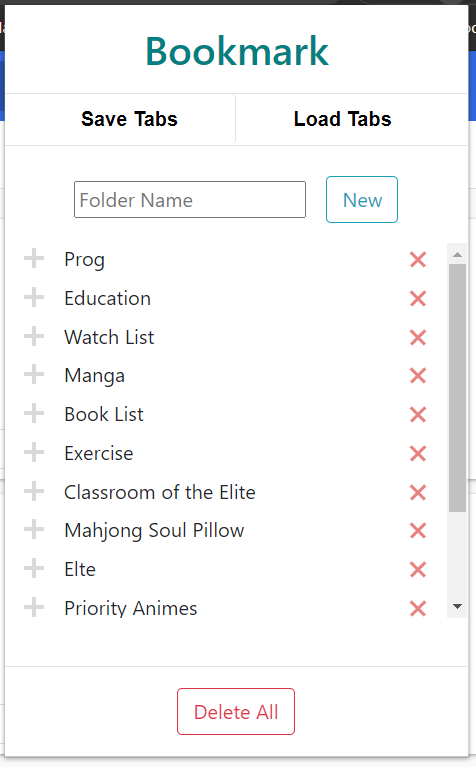 Bookmark
Save Tabs Load Tabs
Folder Name New
Prog
Education
Watch List
Manga
Book List
Exercise
Classroom of the Elite
Mahjong Soul Pillow
Elte
Priority Animes
Delete All